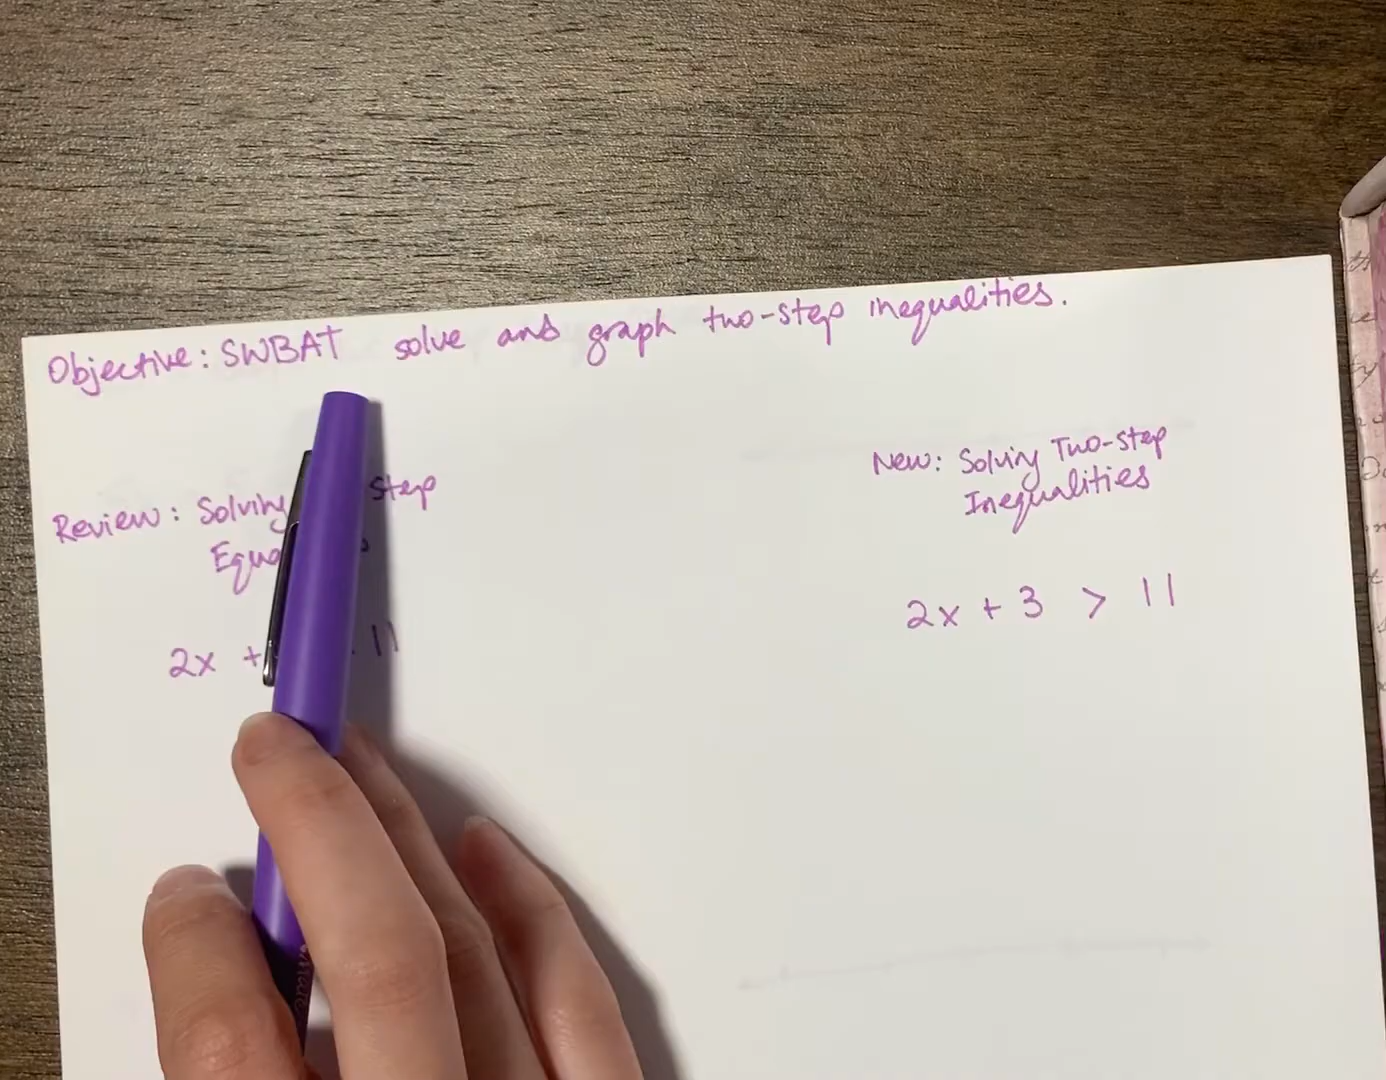 Objective: SWBAT solve and graph two-step inequalities.
Review: Solving step
New: Solving Two-step
Inequalities
2x + 11
2x + 3 > 11